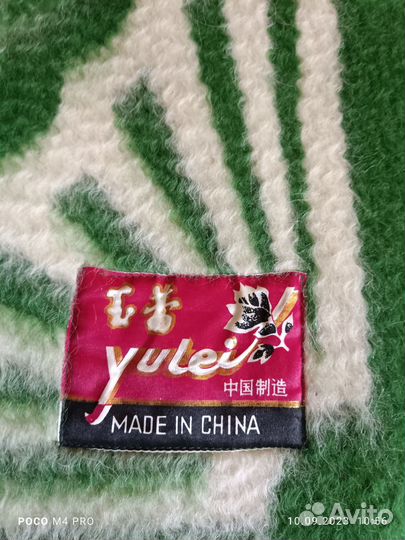 玉蕾
yulei
中国制造
MADE IN CHINA
POCO M4 PRO
10.09.2023 10:56
Avito